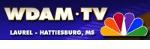 WDAM·TV
LAUREL - HATTIESBURG, MS